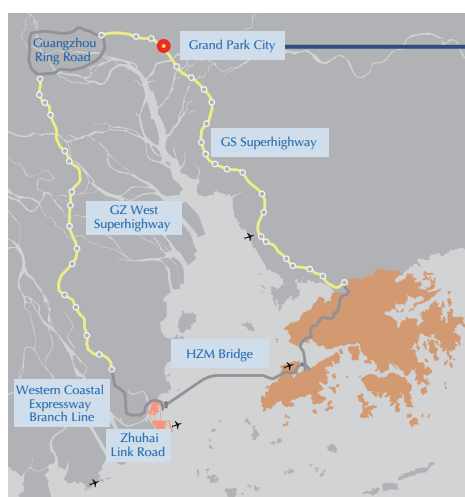 Guangzhou
Ring Road
Grand Park City
GS Superhighway
GZ West
Superhighway
HZM Bridge
Western Coastal
Expressway
Branch Line
Zhuhai
Link Road